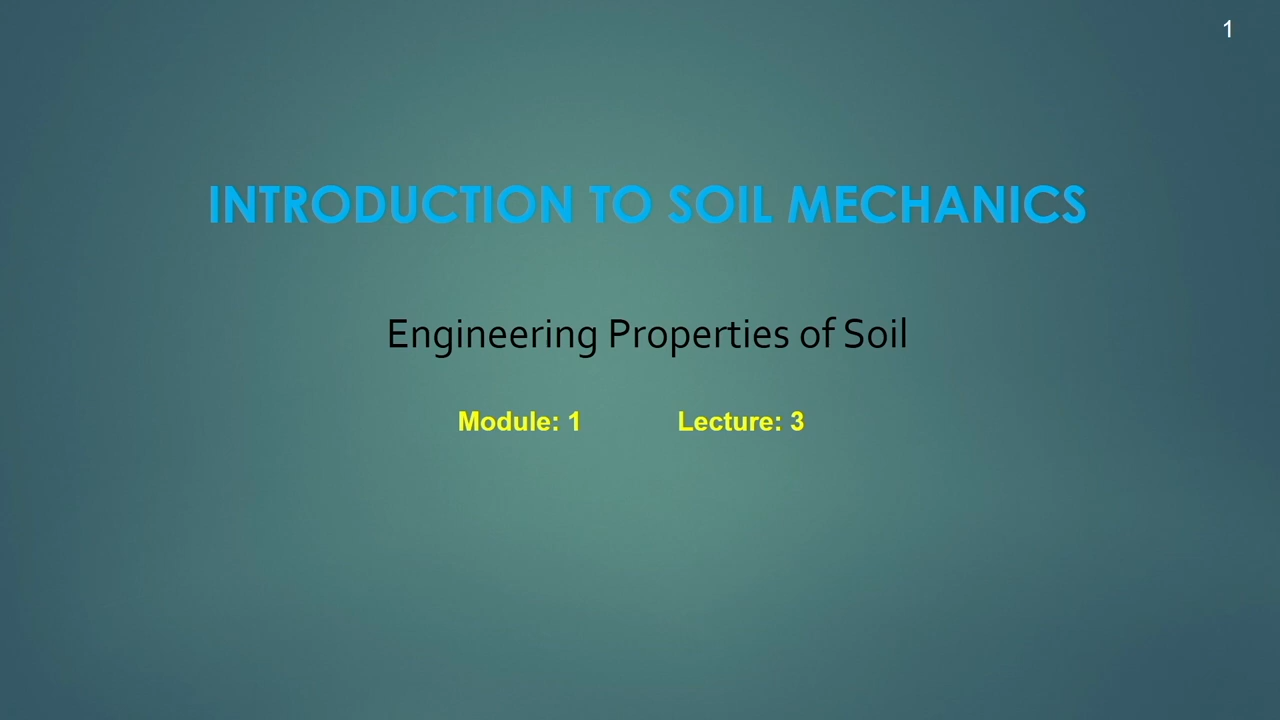 1
INTRODUCTION TO SOIL MECHANICS
Engineering Properties of Soil
Module: 1 Lecture: 3